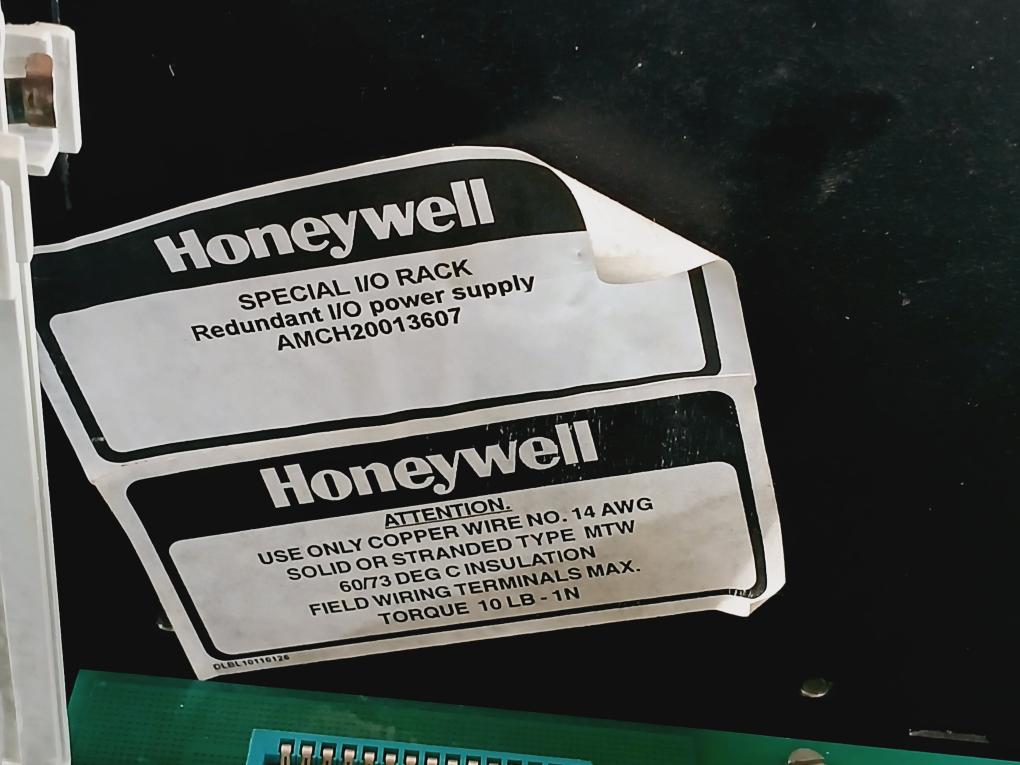 Honeywell
SPECIAL I/O RACK
Redundant I/O power supply
AMCH20013607
Honeywell
ATTENTION.
USE ONLY COPPER WIRE NO. 14 AWG
SOLID OR STRANDED TYPE MTW
60/73 DEG C INSULATION
FIELD WIRING TERMINALS MAX.
TORQUE 10 LB - 1N
DLBL10116126